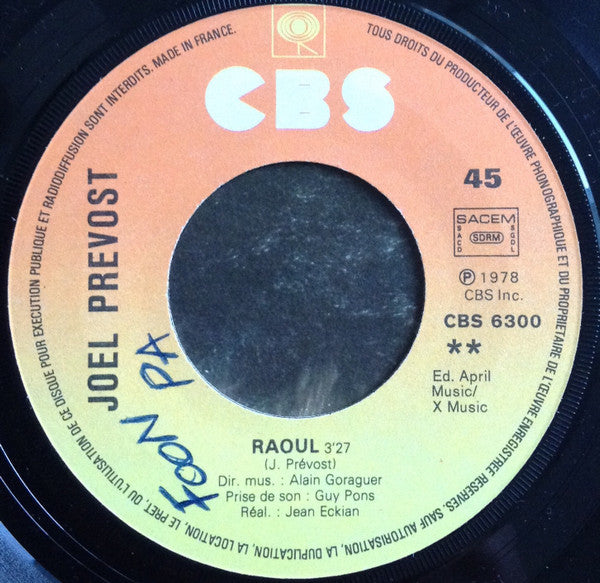 CBS
JOEL PREVOST
45
SACEM
SACD
SDRM
SGDL
Ⓟ 1978
CBS Inc.
CBS 6300
**
Ed. April
Music/
X Music
RAOUL 3'27
(J. Prévost)
Dir. mus. : Alain Goraguer
Prise de son : Guy Pons
Réal. : Jean Eckian
TOUS DROITS DU PRODUCTEUR DE L'ŒUVRE PHONOGRAPHIQUE ET DU PROPRIETAIRE DE L'ŒUVRE ENREGISTREE RESERVES. SAUF AUTORISATION, LA DUPLICATION, LA LOCATION, LE PRET, OU L'UTILISATION DE CE DISQUE POUR EXECUTION PUBLIQUE ET RADIODIFFUSION SONT INTERDITS. MADE IN FRANCE.